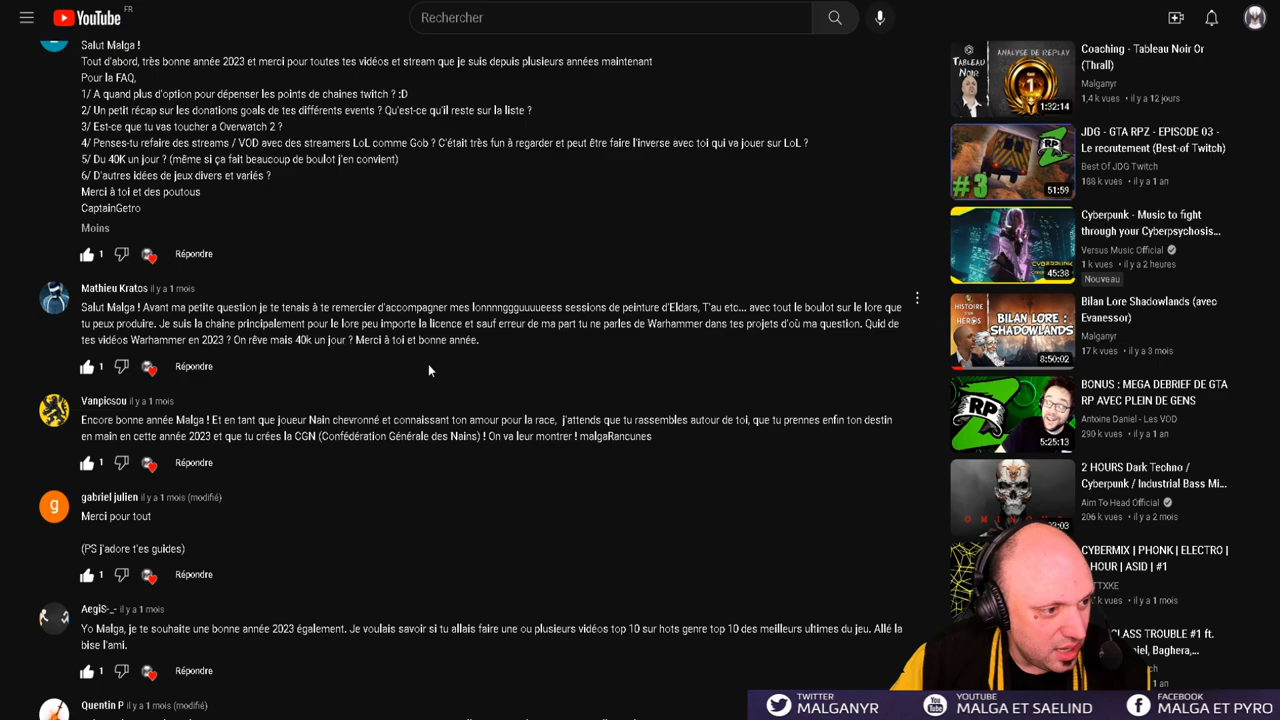 YouTube FR
Rechercher
Salut Malga !
Tout d'abord, très bonne année 2023 et merci pour toutes tes vidéos et stream que je suis depuis plusieurs années maintenant
Pour la FAQ,
1/ A quand plus d'option pour dépenser les points de chaines twitch ? :D
2/ Un petit récap sur les donations goals de tes différents events ? Qu'est-ce qu'il reste sur la liste ?
3/ Est-ce que tu vas toucher a Overwatch 2 ?
4/ Penses-tu refaire des streams / VOD avec des streamers LoL comme Gob ? C'était très fun à regarder et peut être faire l'inverse avec toi qui va jouer sur LoL ?
5/ Du 40K un jour ? (même si ça fait beaucoup de boulot j'en convient)
6/ D'autres idées de jeux divers et variés ?
Merci à toi et des poutous
CaptainGetro
Moins
1 Répondre
Mathieu Kratos il y a 1 mois
Salut Malga ! Avant ma petite question je te tenais à te remercier d'accompagner mes lonnnngggguuuueess sessions de peinture d'Eldars, T'au etc... avec tout le boulot sur le lore que
tu peux produire. Je suis la chaine principalement pour le lore peu importe la licence et sauf erreur de ma part tu ne parles de Warhammer dans tes projets d'où ma question. Quid de
tes vidéos Warhammer en 2023 ? On rêve mais 40k un jour ? Merci à toi et bonne année.
Répondre
Vanpicsou il y a 1 mois
Encore bonne année Malga ! Et en tant que joueur Nain chevronné et connaissant ton amour pour la race, j'attends que tu rassembles autour de toi, que tu prennes enfin ton destin
en main en cette année 2023 et que tu crées la CGN (Confédération Générale des Nains) ! On va leur montrer ! malgaRancunes
1 Répondre
g
gabriel julien il y a 1 mois (modifié)
Merci pour tout
(PS j'adore t'es guides)
1 Répondre
AegiS-_- il y a 1 mois
Yo Malga, je te souhaite une bonne année 2023 également. Je voulais savoir si tu allais faire une ou plusieurs vidéos top 10 sur hots genre top 10 des meilleurs ultimes du jeu. Allé la
bise l'ami.
1 Répondre
Quentin P il y a 1 mois (modifié)
TABLEAU NOIR
ANALYSE DE REPLAY
1
1:32:14
Coaching - Tableau Noir Or
(Thrall)
Malganyr
1,4 k vues • il y a 12 jours
RPZ
#3
51:59
JDG - GTA RPZ - EPISODE 03 -
Le recrutement (Best-of Twitch)
Best Of JDG Twitch
188 k vues • il y a 1 an
45:38
Cyberpunk - Music to fight
through your Cyberpsychosis...
Versus Music Official
1 k vues • il y a 2 heures
Nouveau
HISTOIRE
BILAN LORE :
SHADOWLANDS
8:50:02
Bilan Lore Shadowlands (avec
Evanessor)
Malganyr
17 k vues • il y a 3 mois
RP
5:25:13
BONUS : MEGA DEBRIEF DE GTA
RP AVEC PLEIN DE GENS
Antoine Daniel - Les VOD
290 k vues • il y a 1 an
2 HOURS Dark Techno /
Cyberpunk / Industrial Bass Mi...
Aim To Head Official
206 k vues • il y a 2 mois
CYBERMIX | PHONK | ELECTRO |
HOUR | ASID | #1
k vues • il y a 1 mois
CLASS TROUBLE #1 ft.
Baghera,...
TWITTER
MALGANYR
You Tube
YOUTUBE
MALGA ET SAELIND
FACEBOOK
MALGA ET PYRO